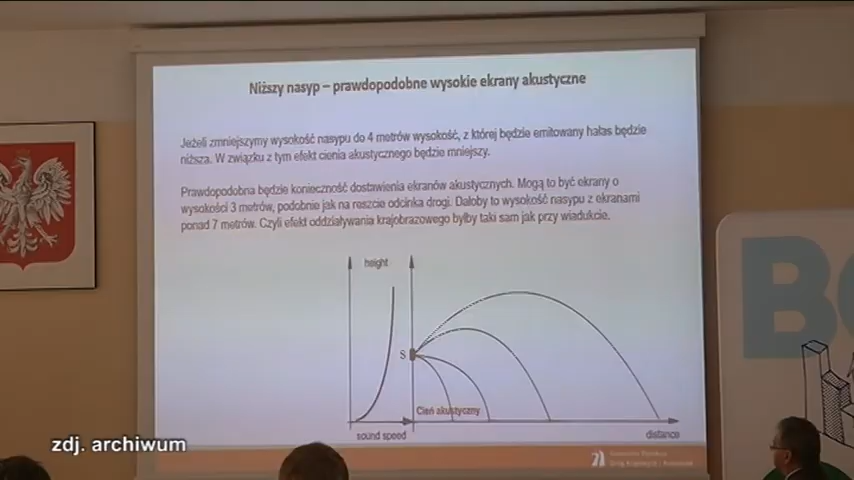 Niższy nasyp – prawdopodobne wysokie ekrany akustyczne
Jeżeli zmniejszymy wysokość nasypu do 4 metrów wysokość, z której będzie emitowany hałas będzie
niższa. W związku z tym efekt cienia akustycznego będzie mniejszy.
Prawdopodobna będzie konieczność dostawienia ekranów akustycznych. Mogą to być ekrany o
wysokości 3 metrów, podobnie jak na reszcie odcinka drogi. Dałoby to wysokość nasypu z ekranami
ponad 7 metrów. Czyli efekt oddziaływania krajobrazowego byłby taki sam jak przy wiadukcie.
height
S
Cień akustyczny
sound speed
distance
zdj. archiwum